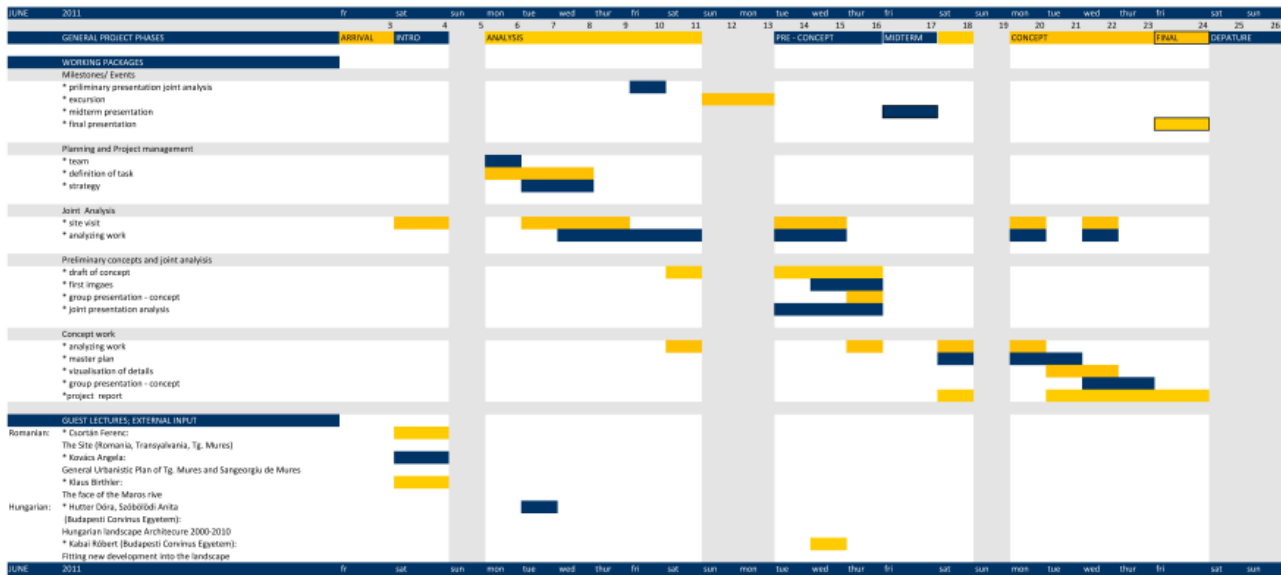 JUNE 2011 fr sat sun mon tue wed thur fri sat sun mon tue wed thur fri sat sun mon tue wed thur fri sat sun
3 4 5 6 7 8 9 10 11 12 13 14 15 16 17 18 19 20 21 22 23 24 25 26
GENERAL PROJECT PHASES ARRIVAL INTRO ANALYSIS PRE - CONCEPT MIDTERM CONCEPT FINAL DEPATURE
WORKING PACKAGES
Milestones/ Events
* priliminary presentation joint analysis
* excursion
* midterm presentation
* final presentation
Planning and Project management
* team
* definition of task
* strategy
Joint Analysis
* site visit
* analyzing work
Preliminary concepts and joint analyisis
* draft of concept
* first imgaes
* group presentation - concept
* joint presentation analysis
Concept work
* analyzing work
* master plan
* vizualisation of details
* group presentation - concept
*project report
GUEST LECTURES; EXTERNAL INPUT
Romanian: * Csortán Ferenc:
The Site (Romania, Transyalvania, Tg. Mures)
* Kovács Angela:
General Urbanistic Plan of Tg. Mures and Sangeorgiu de Mures
* Klaus Birthler:
The face of the Maros rive
Hungarian: * Hutter Dóra, Szöbölödi Anita
(Budapesti Corvinus Egyetem):
Hungarian landscape Architecure 2000-2010
* Kabai Róbert (Budapesti Corvinus Egyetem):
Fitting new development into the landscape
JUNE 2011 fr sat sun mon tue wed thur fri sat sun mon tue wed thur fri sat sun mon tue wed thur fri sat sun